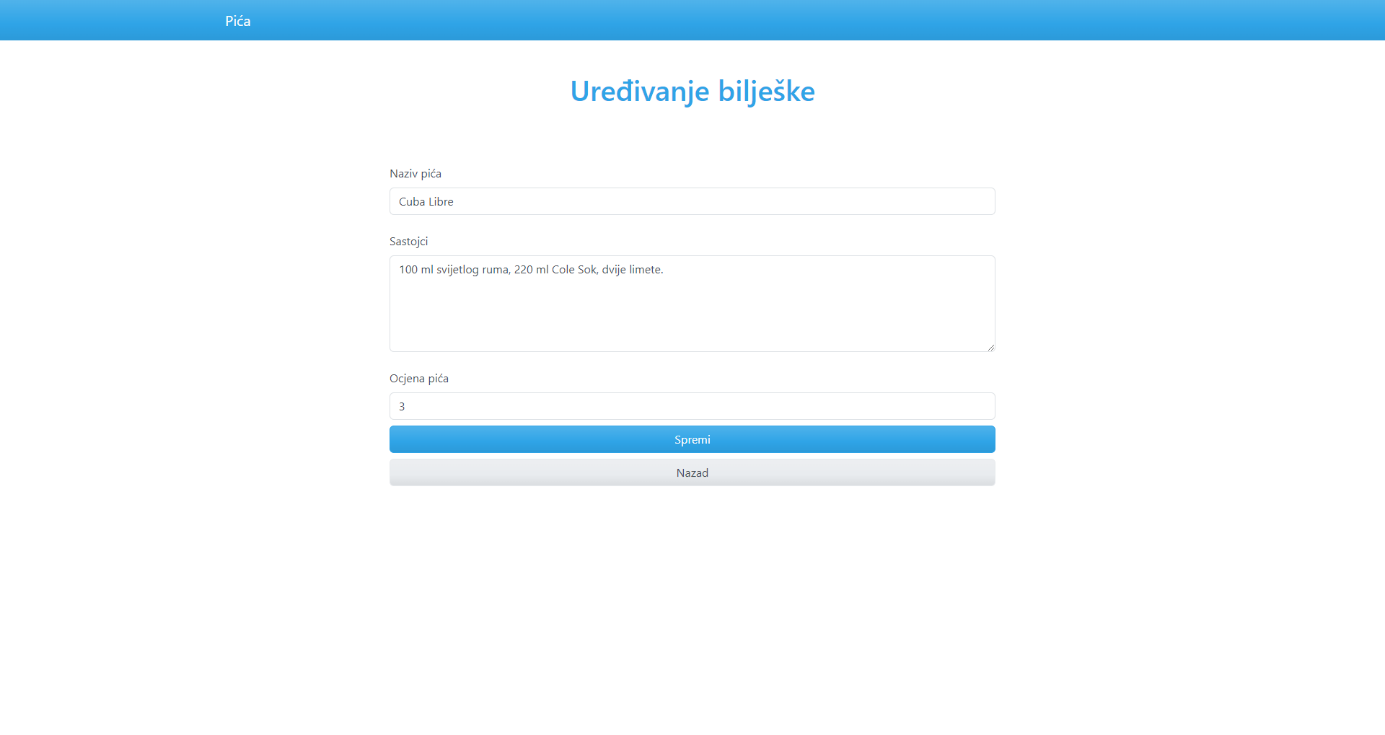 Pića
Uređivanje bilješke
Naziv pića
Cuba Libre
Sastojci
100 ml svijetlog ruma, 220 ml Cole Sok, dvije limete.
Ocjena pića
3
Spremi
Nazad